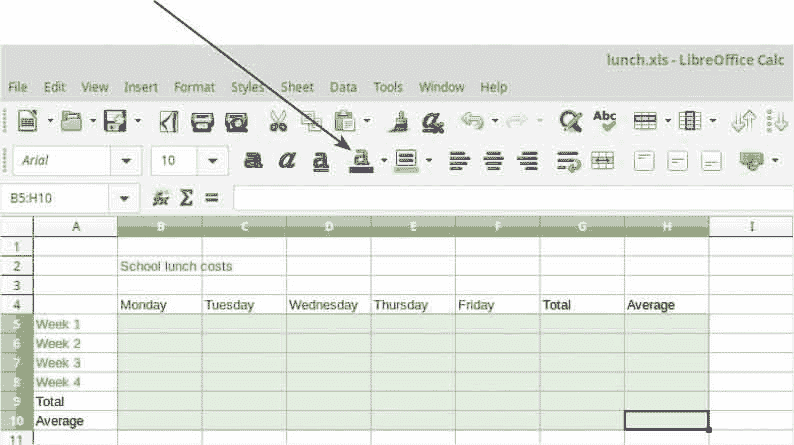 lunch.xls - LibreOffice Calc
File Edit View Insert Format Styles Sheet Data Tools Window Help
Abc
Arial 10 a a a a
B5:H10 fx Σ =
A B C D E F G H I
1
2 School lunch costs
3
4 Monday Tuesday Wednesday Thursday Friday Total Average
5 Week 1
6 Week 2
7 Week 3
8 Week 4
9 Total
10 Average
11